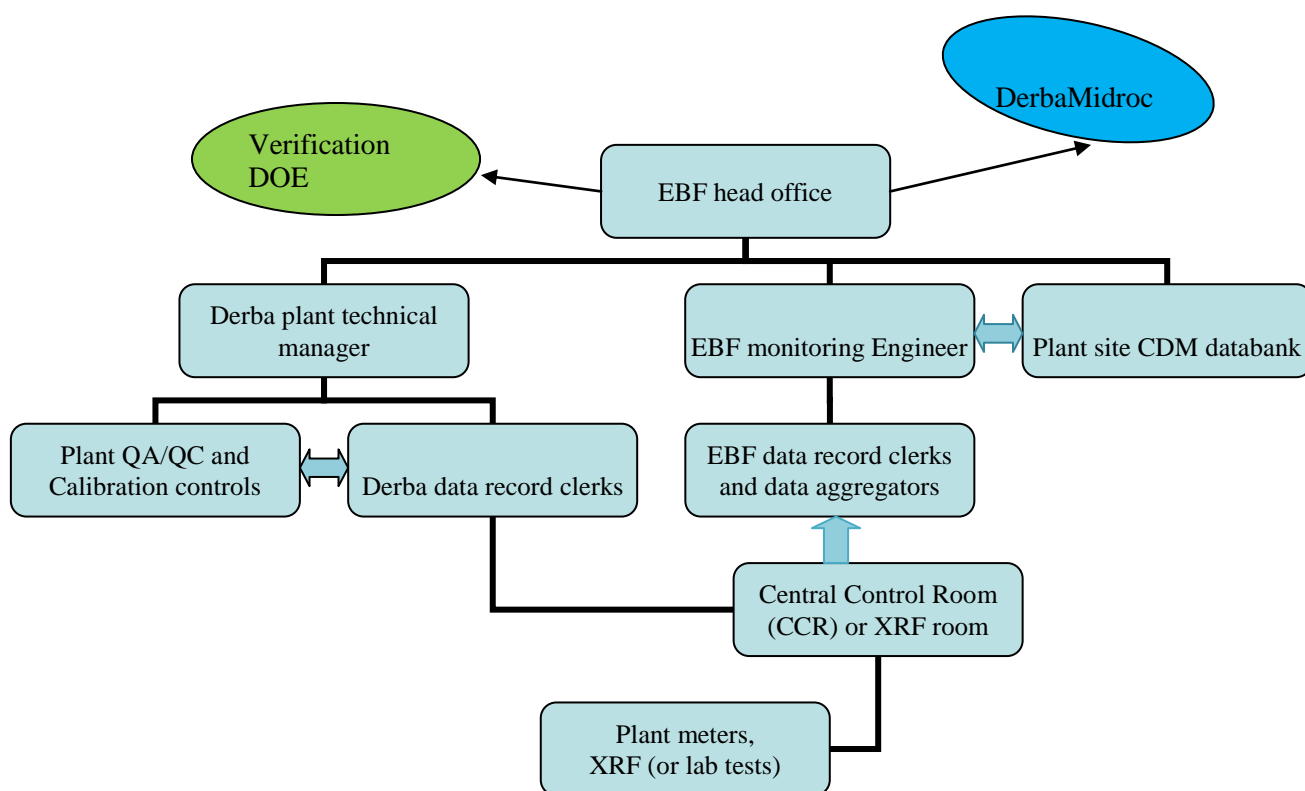 DerbaMidroc
Verification
DOE
EBF head office
Derba plant technical
manager
EBF monitoring Engineer
Plant site CDM databank
Plant QA/QC and
Calibration controls
Derba data record clerks
EBF data record clerks
and data aggregators
Central Control Room
(CCR) or XRF room
Plant meters,
XRF (or lab tests)